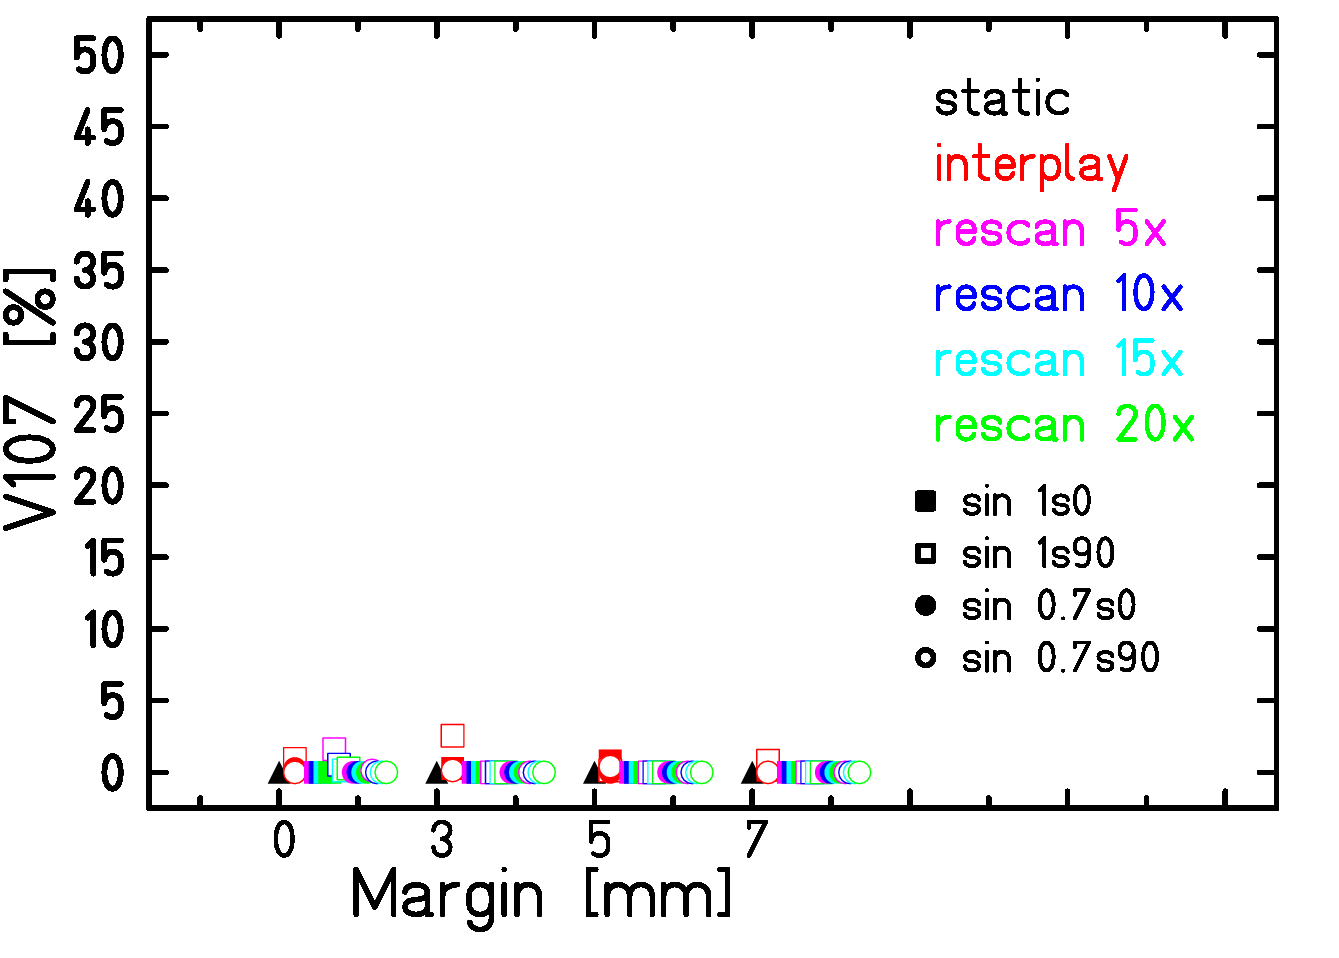 50
45
40
35
30
25
20
15
10
5
0
V107 [%]
static
interplay
rescan 5x
rescan 10x
rescan 15x
rescan 20x
sin 1s0
sin 1s90
sin 0.7s0
sin 0.7s90
0 3 5 7
Margin [mm]